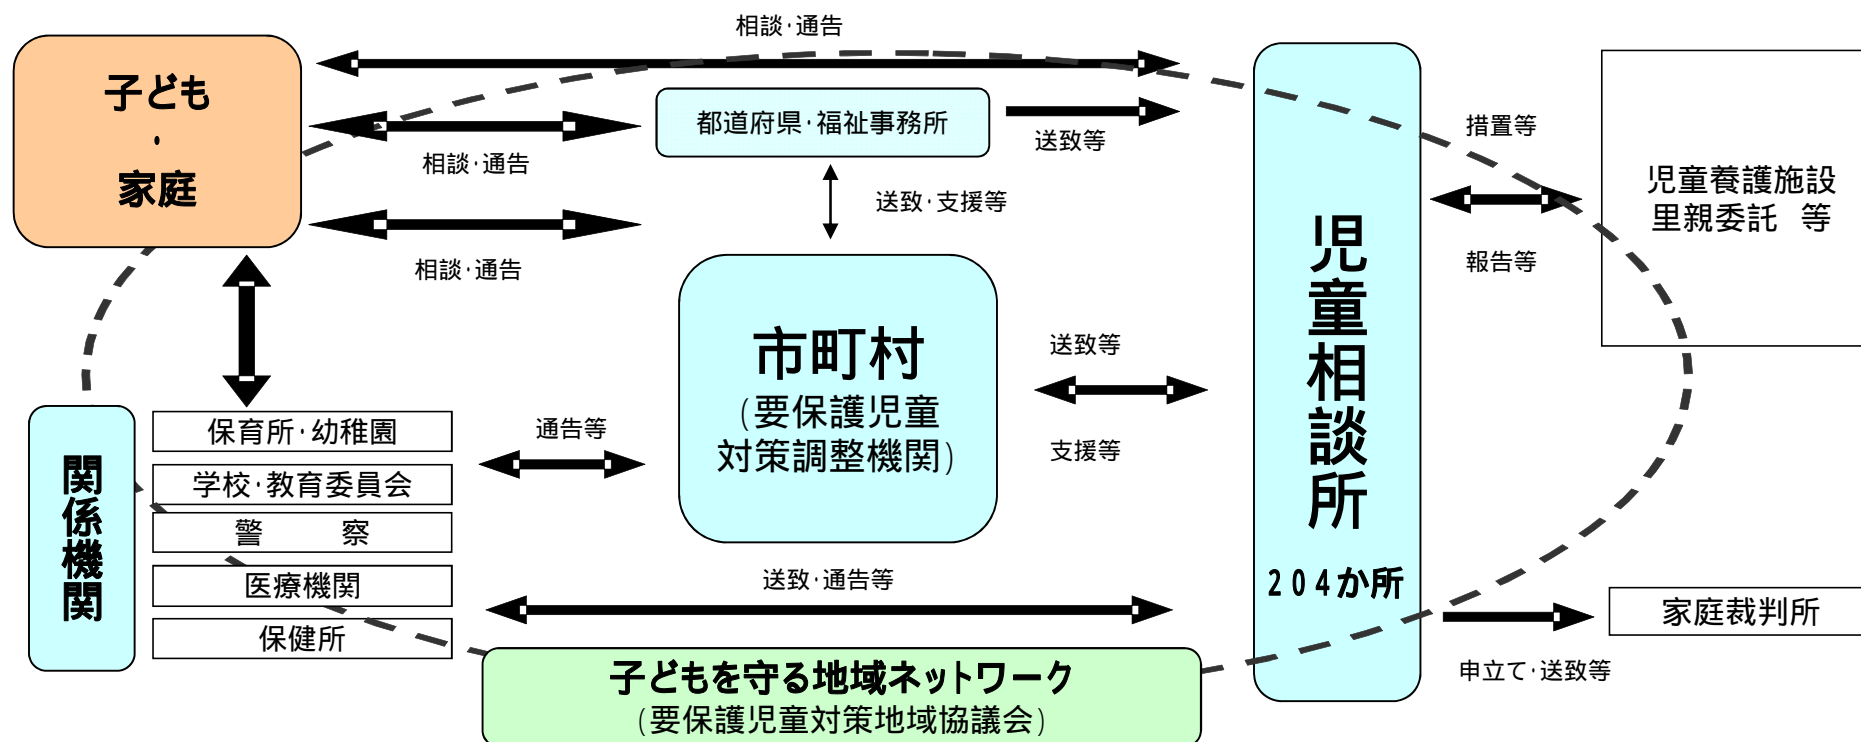 相談・通告
子ども
・
家庭
都道府県・福祉事務所
送致等
相談・通告
送致・支援等
相談・通告
措置等
児童養護施設
里親委託 等
報告等
児童相談所
204か所
市町村
(要保護児童
対策調整機関)
送致等
支援等
通告等
関係機関
保育所・幼稚園
学校・教育委員会
警 察
医療機関
保健所
送致・通告等
家庭裁判所
申立て・送致等
子どもを守る地域ネットワーク
(要保護児童対策地域協議会)